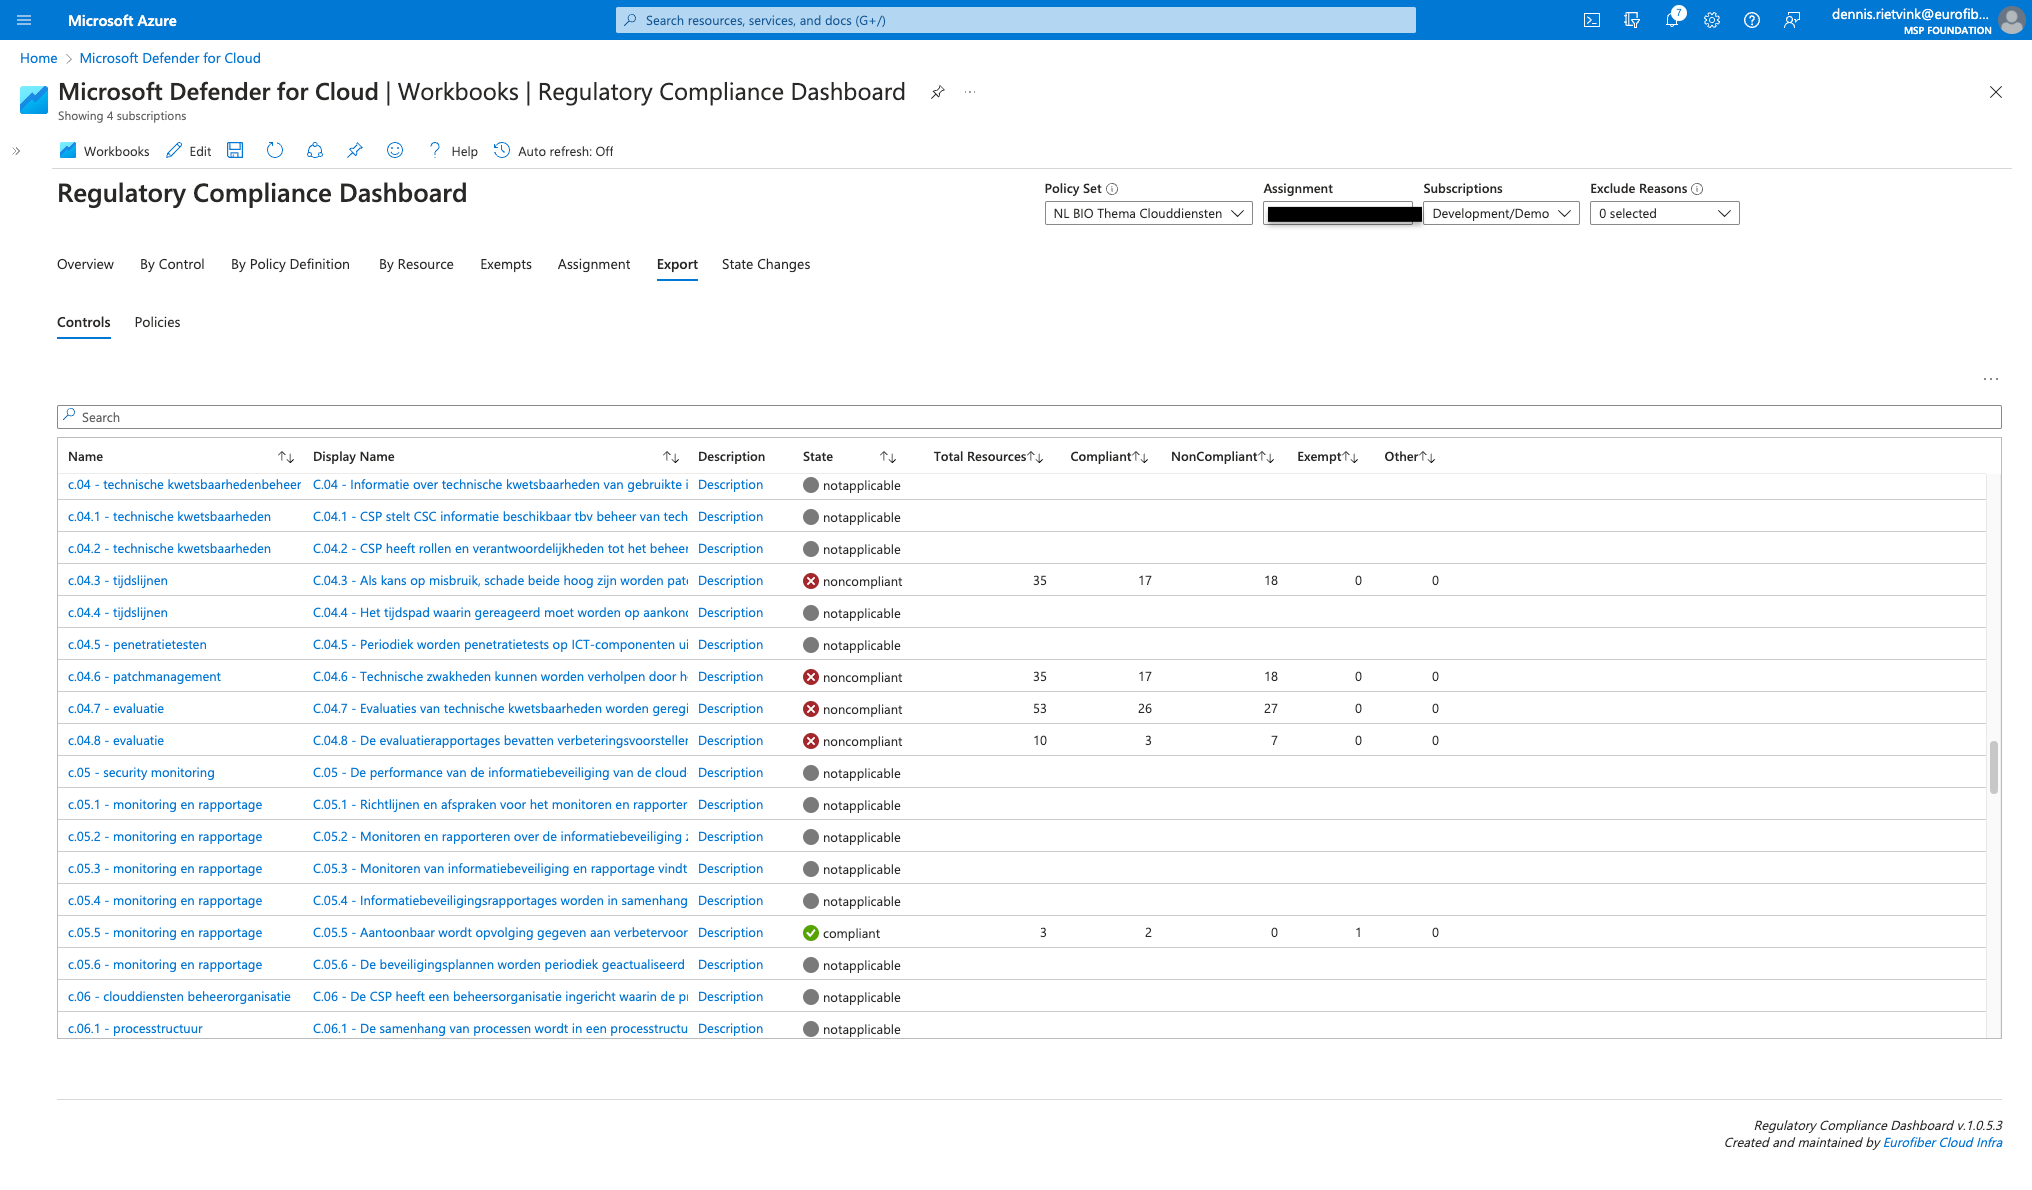 Microsoft Azure
Search resources, services, and docs (G+/)
7
dennis.rietvink@eurofib...
MSP FOUNDATION
Home > Microsoft Defender for Cloud
Microsoft Defender for Cloud | Workbooks | Regulatory Compliance Dashboard ...
Showing 4 subscriptions
Workbooks Edit Help Auto refresh: Off
Regulatory Compliance Dashboard
Policy Set Assignment Subscriptions Exclude Reasons
NL BIO Thema Clouddiensten Development/Demo 0 selected
Overview By Control By Policy Definition By Resource Exempts Assignment Export State Changes
Controls Policies
...
Search
Name Display Name Description State Total Resources Compliant NonCompliant Exempt Other
c.04 - technische kwetsbaarhedenbeheer C.04 - Informatie over technische kwetsbaarheden van gebruikte i Description notapplicable
c.04.1 - technische kwetsbaarheden C.04.1 - CSP stelt CSC informatie beschikbaar tbv beheer van tech Description notapplicable
c.04.2 - technische kwetsbaarheden C.04.2 - CSP heeft rollen en verantwoordelijkheden tot het beheer Description notapplicable
c.04.3 - tijdslijnen C.04.3 - Als kans op misbruik, schade beide hoog zijn worden pat Description noncompliant 35 17 18 0 0
c.04.4 - tijdslijnen C.04.4 - Het tijdspad waarin gereageerd moet worden op aankon Description notapplicable
c.04.5 - penetratietesten C.04.5 - Periodiek worden penetratietests op ICT-componenten ui Description notapplicable
c.04.6 - patchmanagement C.04.6 - Technische zwakheden kunnen worden verholpen door h Description noncompliant 35 17 18 0 0
c.04.7 - evaluatie C.04.7 - Evaluaties van technische kwetsbaarheden worden geregi Description noncompliant 53 26 27 0 0
c.04.8 - evaluatie C.04.8 - De evaluatierapportages bevatten verbeteringsvoorsteller Description noncompliant 10 3 7 0 0
c.05 - security monitoring C.05 - De performance van de informatiebeveiliging van de cloud Description notapplicable
c.05.1 - monitoring en rapportage C.05.1 - Richtlijnen en afspraken voor het monitoren en rapporter Description notapplicable
c.05.2 - monitoring en rapportage C.05.2 - Monitoren en rapporteren over de informatiebeveiliging Description notapplicable
c.05.3 - monitoring en rapportage C.05.3 - Monitoren van informatiebeveiliging en rapportage vindt Description notapplicable
c.05.4 - monitoring en rapportage C.05.4 - Informatiebeveiligingsrapportages worden in samenhang Description notapplicable
c.05.5 - monitoring en rapportage C.05.5 - Aantoonbaar wordt opvolging gegeven aan verbetervoor Description compliant 3 2 0 1 0
c.05.6 - monitoring en rapportage C.05.6 - De beveiligingsplannen worden periodiek geactualiseerd Description notapplicable
c.06 - clouddiensten beheerorganisatie C.06 - De CSP heeft een beheersorganisatie ingericht waarin de p Description notapplicable
c.06.1 - processtructuur C.06.1 - De samenhang van processen wordt in een processtructu Description notapplicable
Regulatory Compliance Dashboard v.1.0.5.3
Created and maintained by Eurofiber Cloud Infra